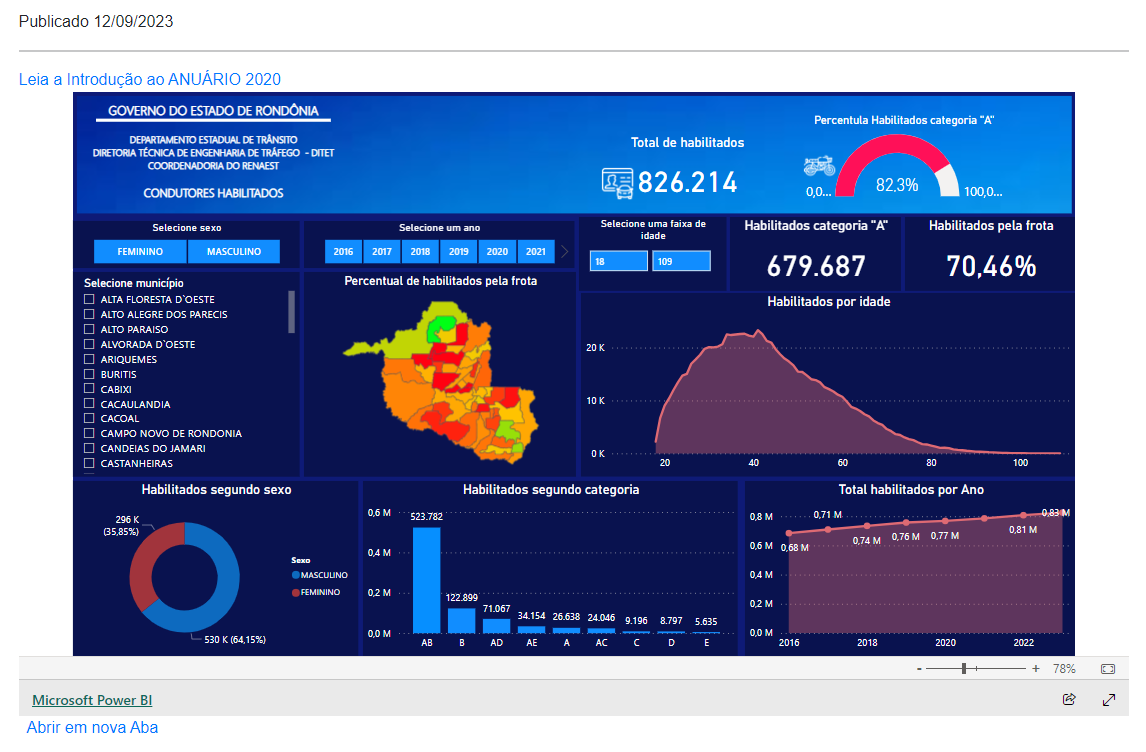 Publicado 12/09/2023
Leia a Introdução ao ANUÁRIO 2020
GOVERNO DO ESTADO DE RONDÔNIA
DEPARTAMENTO ESTADUAL DE TRÂNSITO
DIRETORIA TÉCNICA DE ENGENHARIA DE TRÁFEGO - DITET
COORDENADORIA DO RENAEST
CONDUTORES HABILITADOS
Total de habilitados
826.214
Percentula Habilitados categoria "A"
0,0...
82,3%
100,0...
Selecione sexo
FEMININO
MASCULINO
Selecione um ano
2016
2017
2018
2019
2020
2021
Selecione uma faixa de
idade
18
109
Habilitados categoria "A"
679.687
Habilitados pela frota
70,46%
Selecione município
ALTA FLORESTA D`OESTE
ALTO ALEGRE DOS PARECIS
ALTO PARAISO
ALVORADA D`OESTE
ARIQUEMES
BURITIS
CABIXI
CACAULANDIA
CACOAL
CAMPO NOVO DE RONDONIA
CANDEIAS DO JAMARI
CASTANHEIRAS
Percentual de habilitados pela frota
Habilitados por idade
20 K
10 K
0 K
20
40
60
80
100
Habilitados segundo sexo
296 K
(35,85%)
530 K (64,15%)
Sexo
MASCULINO
FEMININO
Habilitados segundo categoria
0,6 M
0,4 M
0,2 M
0,0 M
523.782
122.899
71.067
34.154
26.638
24.046
9.196
8.797
5.635
AB
B
AD
AE
A
AC
C
D
E
Total habilitados por Ano
0,8 M
0,6 M
0,4 M
0,2 M
0,0 M
0,68 M
0,71 M
0,74 M
0,76 M
0,77 M
0,81 M
0,83 M
2016
2018
2020
2022
- + 78%
Microsoft Power BI
Abrir em nova Aba